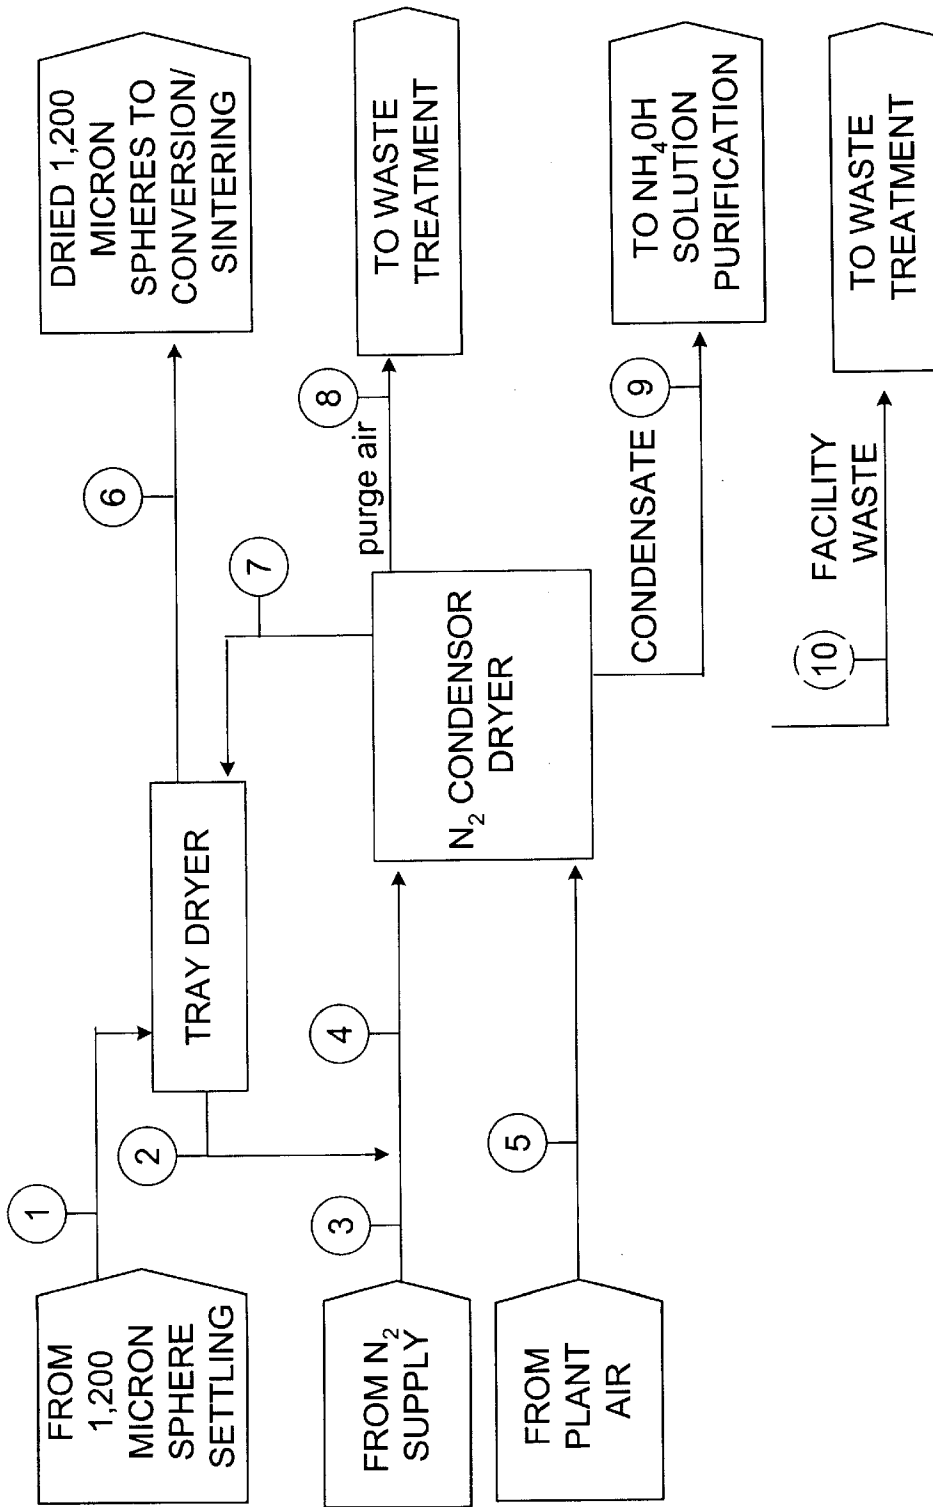 FROM
1,200
MICRON
SPHERE
SETTLING
1
2
TRAY DRYER
6
DRIED 1,200
MICRON
SPHERES TO
CONVERSION/
SINTERING
7
FROM N₂
SUPPLY
3
4
N₂ CONDENSOR
DRYER
purge air
8
TO WASTE
TREATMENT
FROM
PLANT
AIR
5
CONDENSATE
9
TO NH₄0H
SOLUTION
PURIFICATION
10
FACILITY
WASTE
TO WASTE
TREATMENT